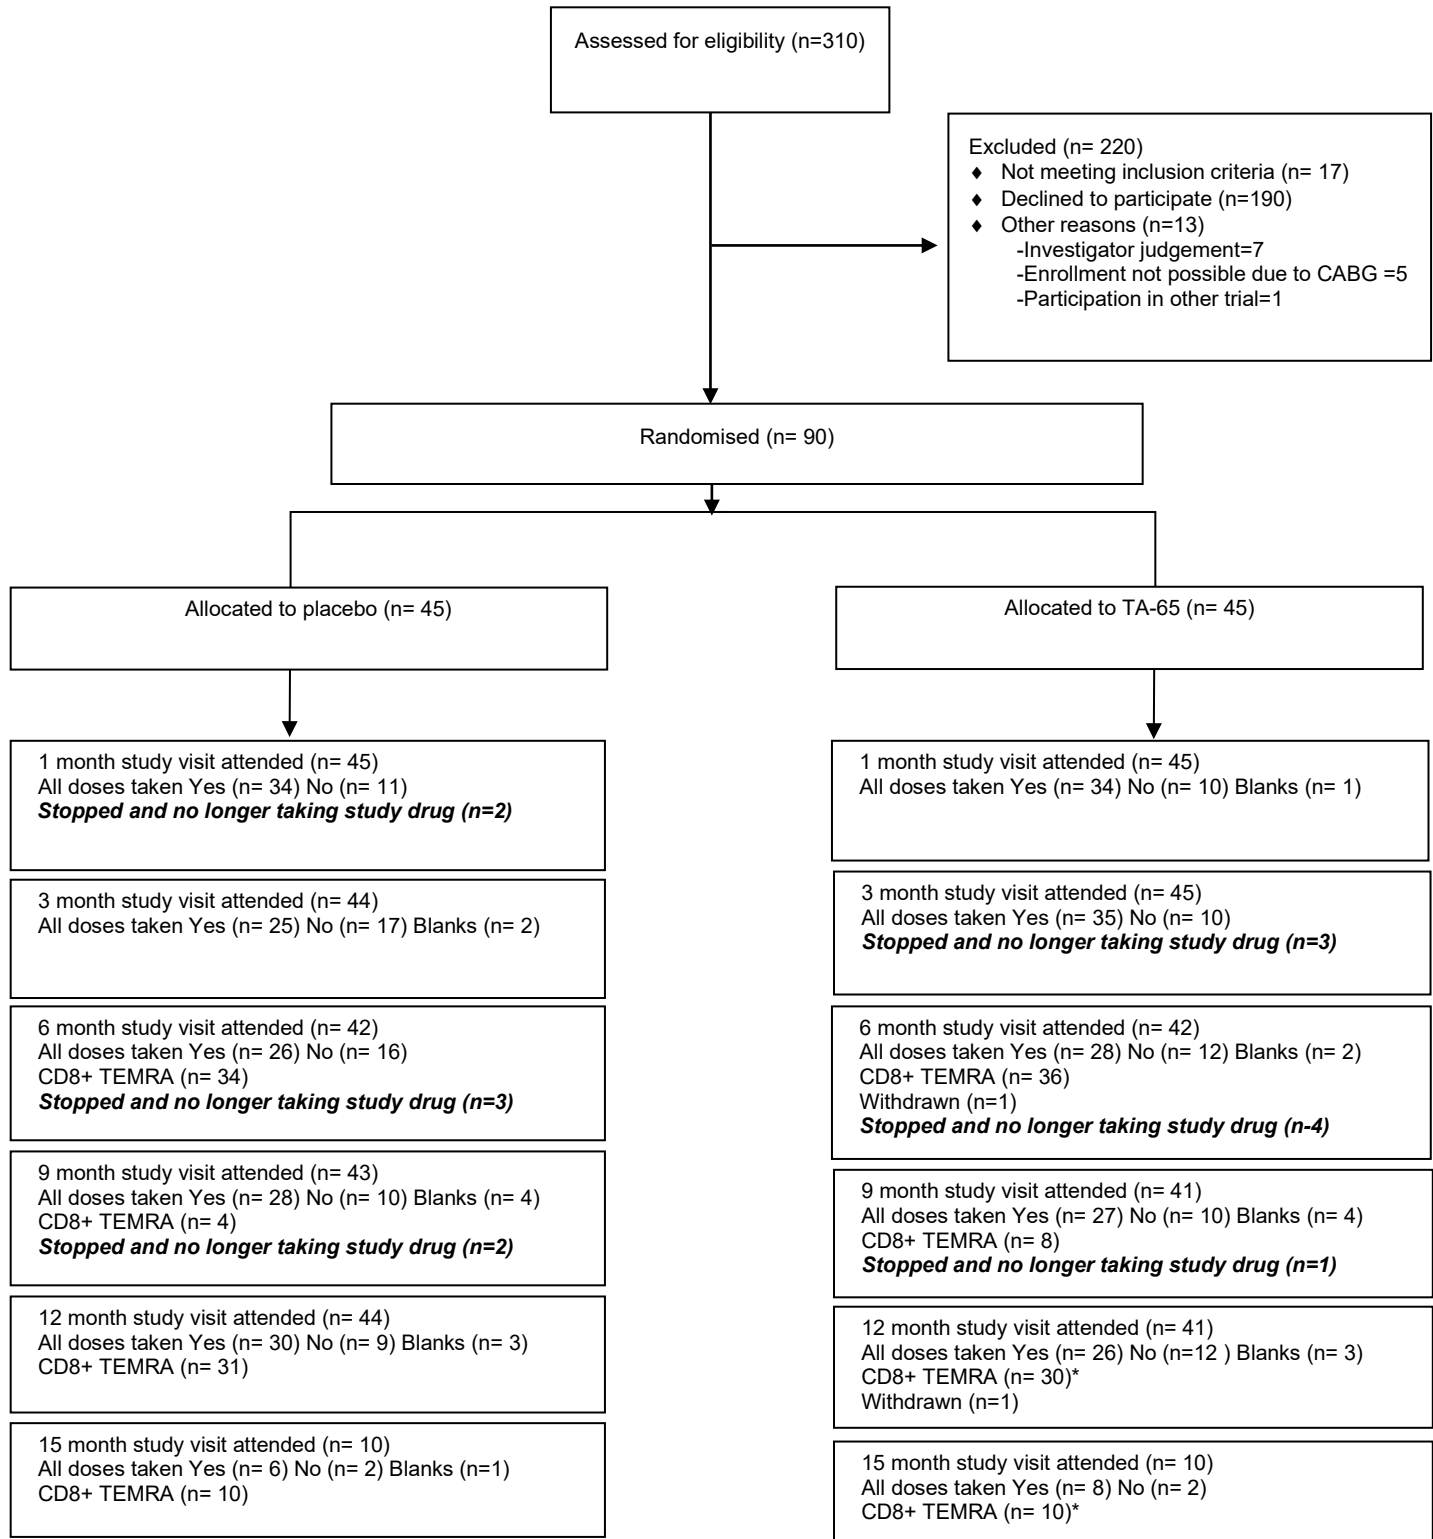 Assessed for eligibility (n=310)
Excluded (n= 220)
♦ Not meeting inclusion criteria (n= 17)
♦ Declined to participate (n=190)
♦ Other reasons (n=13)
-Investigator judgement=7
-Enrollment not possible due to CABG =5
-Participation in other trial=1
Randomised (n= 90)
Allocated to placebo (n= 45)
1 month study visit attended (n= 45)
All doses taken Yes (n= 34) No (n= 11)
Stopped and no longer taking study drug (n=2)
3 month study visit attended (n= 44)
All doses taken Yes (n= 25) No (n= 17) Blanks (n= 2)
6 month study visit attended (n= 42)
All doses taken Yes (n= 26) No (n= 16)
CD8+ TEMRA (n= 34)
Stopped and no longer taking study drug (n=3)
9 month study visit attended (n= 43)
All doses taken Yes (n= 28) No (n= 10) Blanks (n= 4)
CD8+ TEMRA (n= 4)
Stopped and no longer taking study drug (n=2)
12 month study visit attended (n= 44)
All doses taken Yes (n= 30) No (n= 9) Blanks (n= 3)
CD8+ TEMRA (n= 31)
15 month study visit attended (n= 10)
All doses taken Yes (n= 6) No (n= 2) Blanks (n=1)
CD8+ TEMRA (n= 10)
Allocated to TA-65 (n= 45)
1 month study visit attended (n= 45)
All doses taken Yes (n= 34) No (n= 10) Blanks (n= 1)
3 month study visit attended (n= 45)
All doses taken Yes (n= 35) No (n= 10)
Stopped and no longer taking study drug (n=3)
6 month study visit attended (n= 42)
All doses taken Yes (n= 28) No (n= 12) Blanks (n= 2)
CD8+ TEMRA (n= 36)
Withdrawn (n=1)
Stopped and no longer taking study drug (n-4)
9 month study visit attended (n= 41)
All doses taken Yes (n= 27) No (n= 10) Blanks (n= 4)
CD8+ TEMRA (n= 8)
Stopped and no longer taking study drug (n=1)
12 month study visit attended (n= 41)
All doses taken Yes (n= 26) No (n=12 ) Blanks (n= 3)
CD8+ TEMRA (n= 30)*
Withdrawn (n=1)
15 month study visit attended (n= 10)
All doses taken Yes (n= 8) No (n= 2)
CD8+ TEMRA (n= 10)*